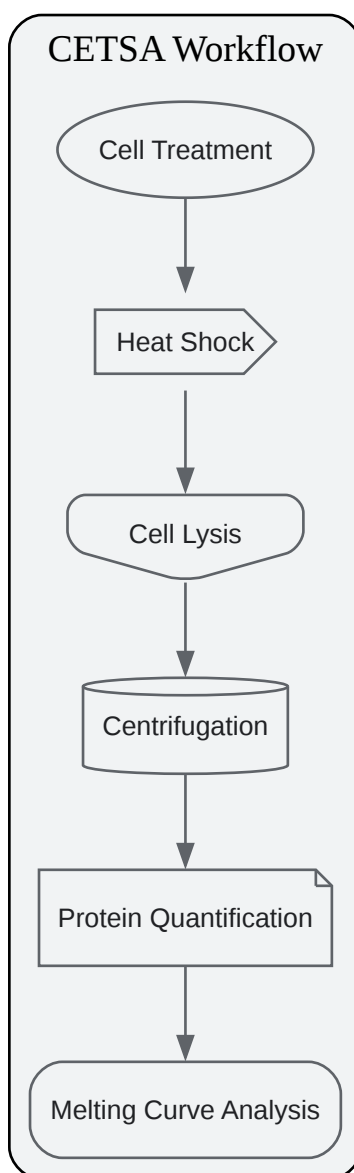 CETSA Workflow
Cell Treatment
Heat Shock
Cell Lysis
Centrifugation
Protein Quantification
Melting Curve Analysis